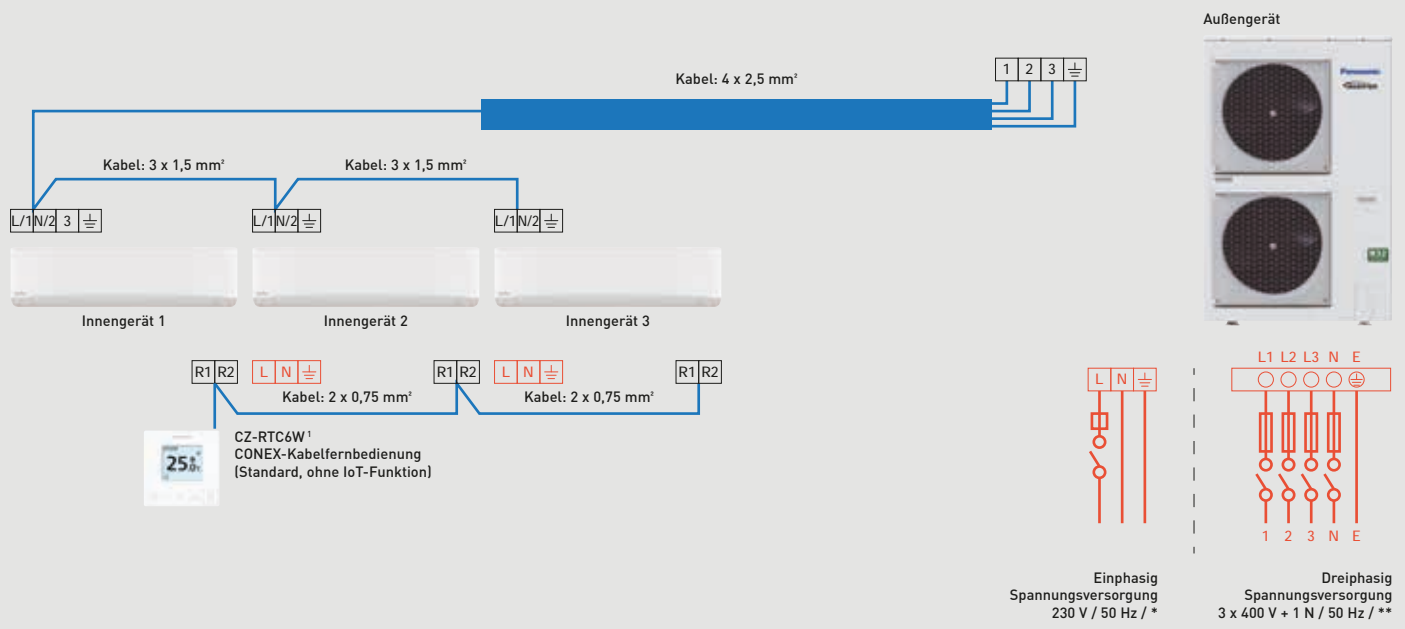 Außengerät
Kabel: 4 x 2,5 mm²
1 2 3
Panasonic
Kabel: 3 x 1,5 mm²
Kabel: 3 x 1,5 mm²
L/1 N/2 3
L/1 N/2
L/1 N/2
R32
Innengerät 1
Innengerät 2
Innengerät 3
R1 R2
L N
R1 R2
L N
R1 R2
Kabel: 2 x 0,75 mm²
Kabel: 2 x 0,75 mm²
CZ-RTC6W¹
CONEX-Kabelfernbedienung
(Standard, ohne IoT-Funktion)
25
L N
L1 L2 L3 N E
1 2 3 N E
Einphasig
Spannungsversorgung
230 V / 50 Hz / *
Dreiphasig
Spannungsversorgung
3 x 400 V + 1 N / 50 Hz / **